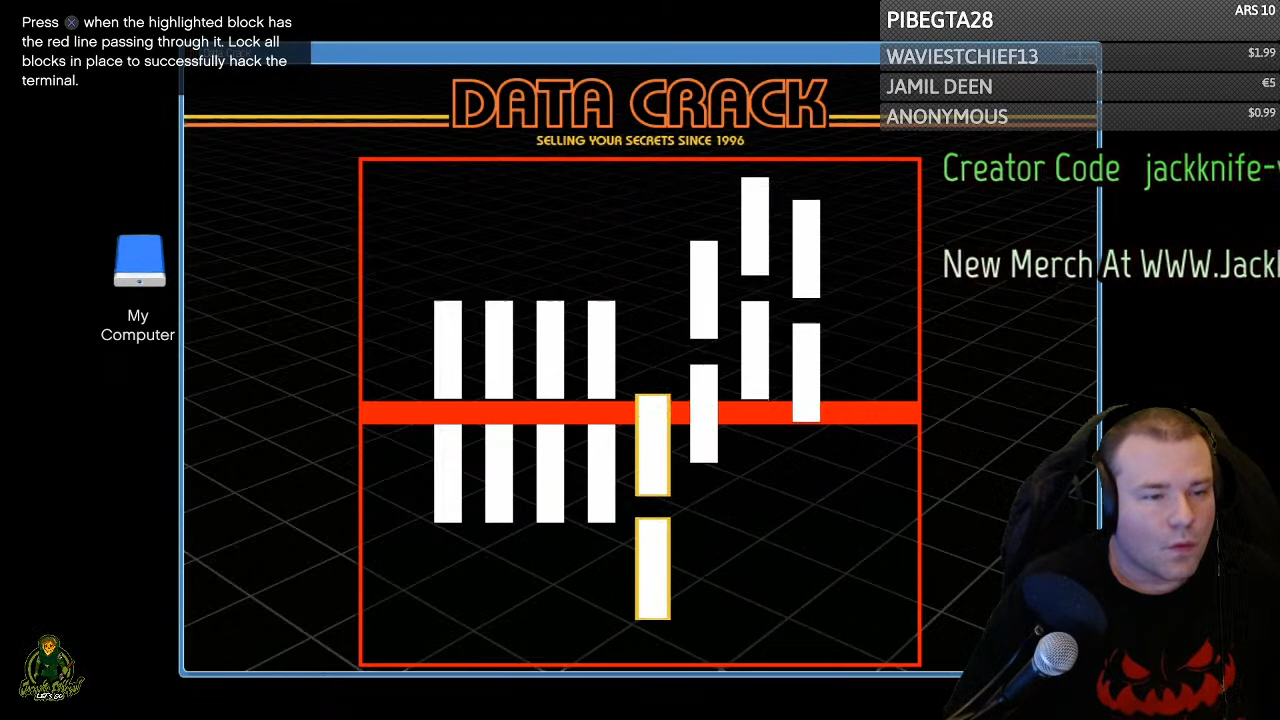 Press ⊗ when the highlighted block has
the red line passing through it. Lock all
blocks in place to successfully hack the
terminal.
PIBEGTA28
ARS 10
WAVIESTCHIEF13
$1.99
JAMIL DEEN
€5
ANONYMOUS
$0.99
DATA CRACK
SELLING YOUR SECRETS SINCE 1996
Creator Code jackknife-
New Merch At WWW.Jack
My
Computer
LET'S GO